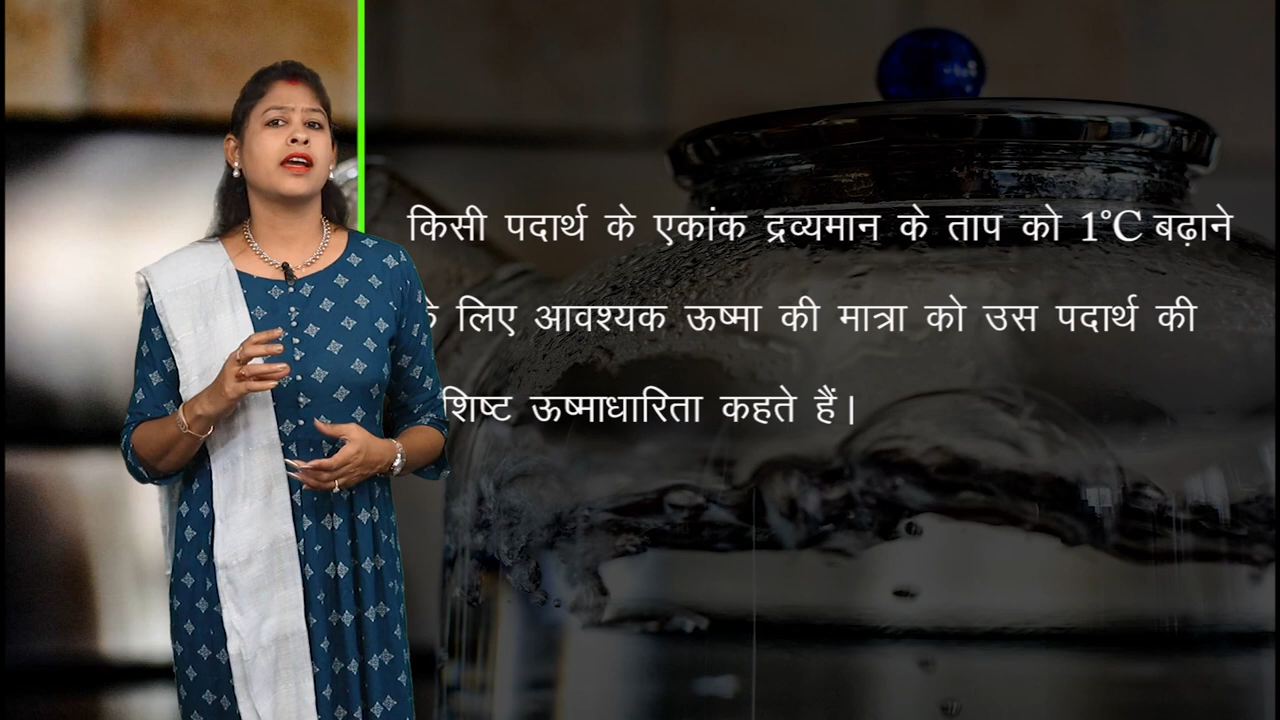 किसी पदार्थ के एकांक द्रव्यमान के ताप को 1°C बढ़ाने
लिए आवश्यक ऊष्मा की मात्रा को उस पदार्थ की
ऊष्माधारिता कहते हैं।